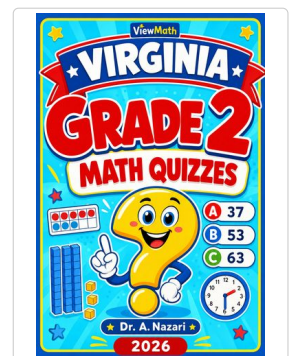 ViewMath
VIRGINIA
GRADE 2
MATH QUIZZES
A 37
B 53
C 63
Dr. A. Nazari
2026